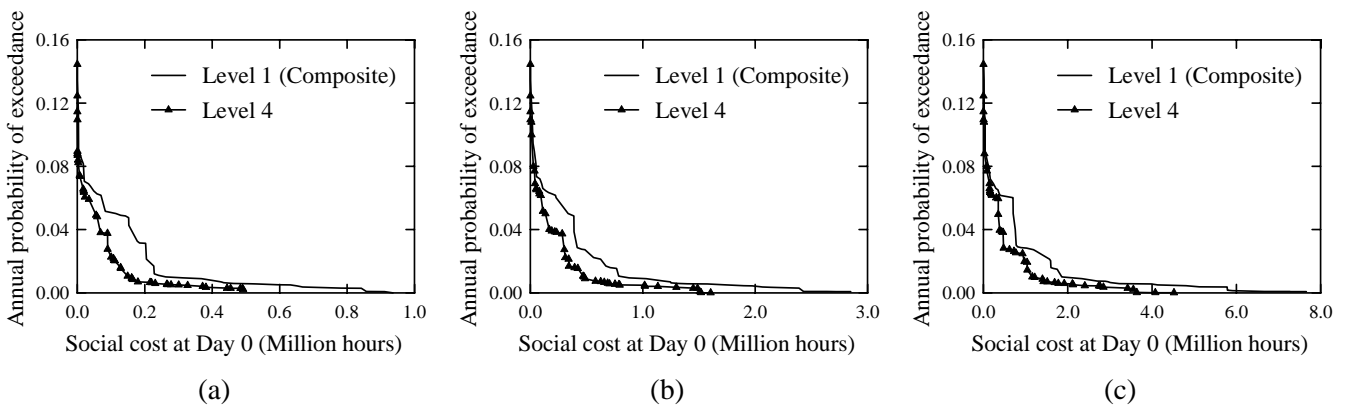 Annual probability of exceedance
0.16
0.12
0.08
0.04
0.00
Level 1 (Composite)
Level 4
0.0 0.2 0.4 0.6 0.8 1.0
Social cost at Day 0 (Million hours)
(a)
Annual probability of exceedance
0.16
0.12
0.08
0.04
0.00
Level 1 (Composite)
Level 4
0.0 1.0 2.0 3.0
Social cost at Day 0 (Million hours)
(b)
Annual probability of exceedance
0.16
0.12
0.08
0.04
0.00
Level 1 (Composite)
Level 4
0.0 2.0 4.0 6.0 8.0
Social cost at Day 0 (Million hours)
(c)